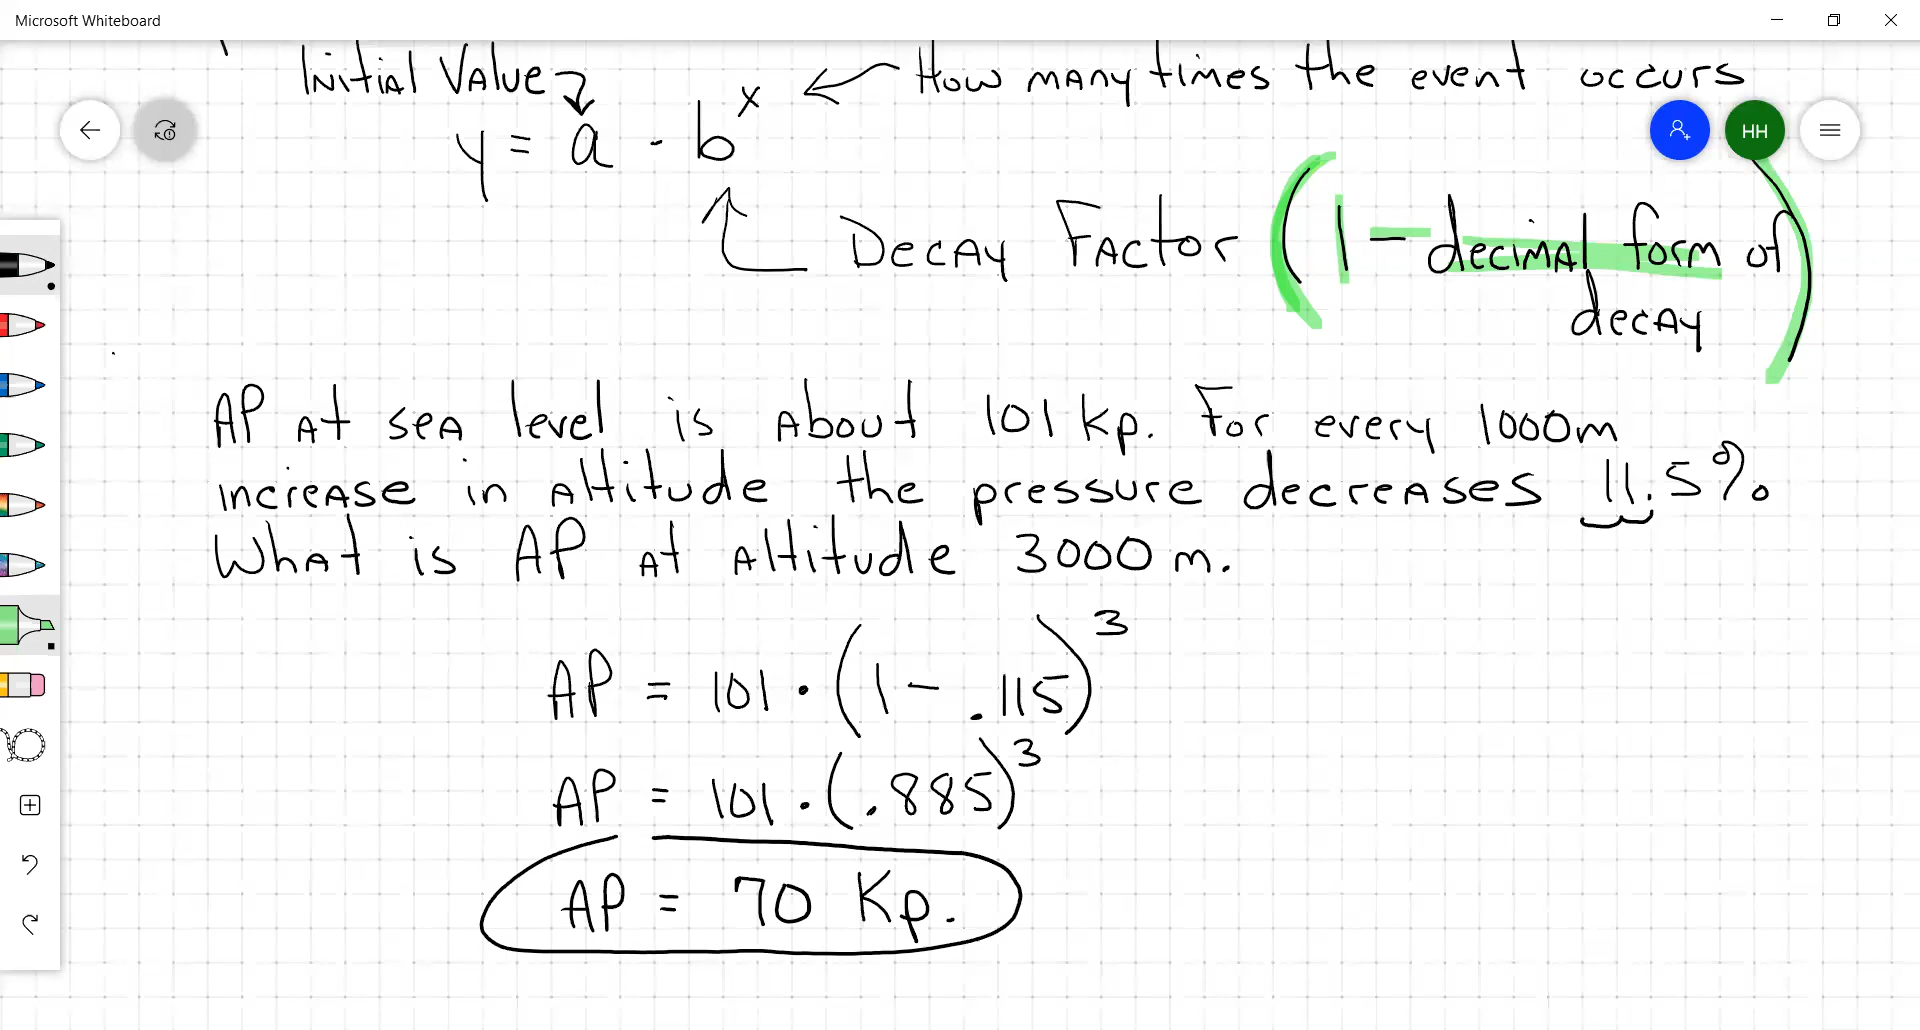 Microsoft Whiteboard
Initial Value
How many times the event occurs
y = a · b^x
HH
Decay Factor (1 - decimal form of decay)
AP at sea level is about 101 kp. For every 1000m
increase in altitude the pressure decreases 11.5%
What is AP at altitude 3000 m.
AP = 101 · (1 - .115)^3
AP = 101 · (.885)^3
AP = 70 Kp.